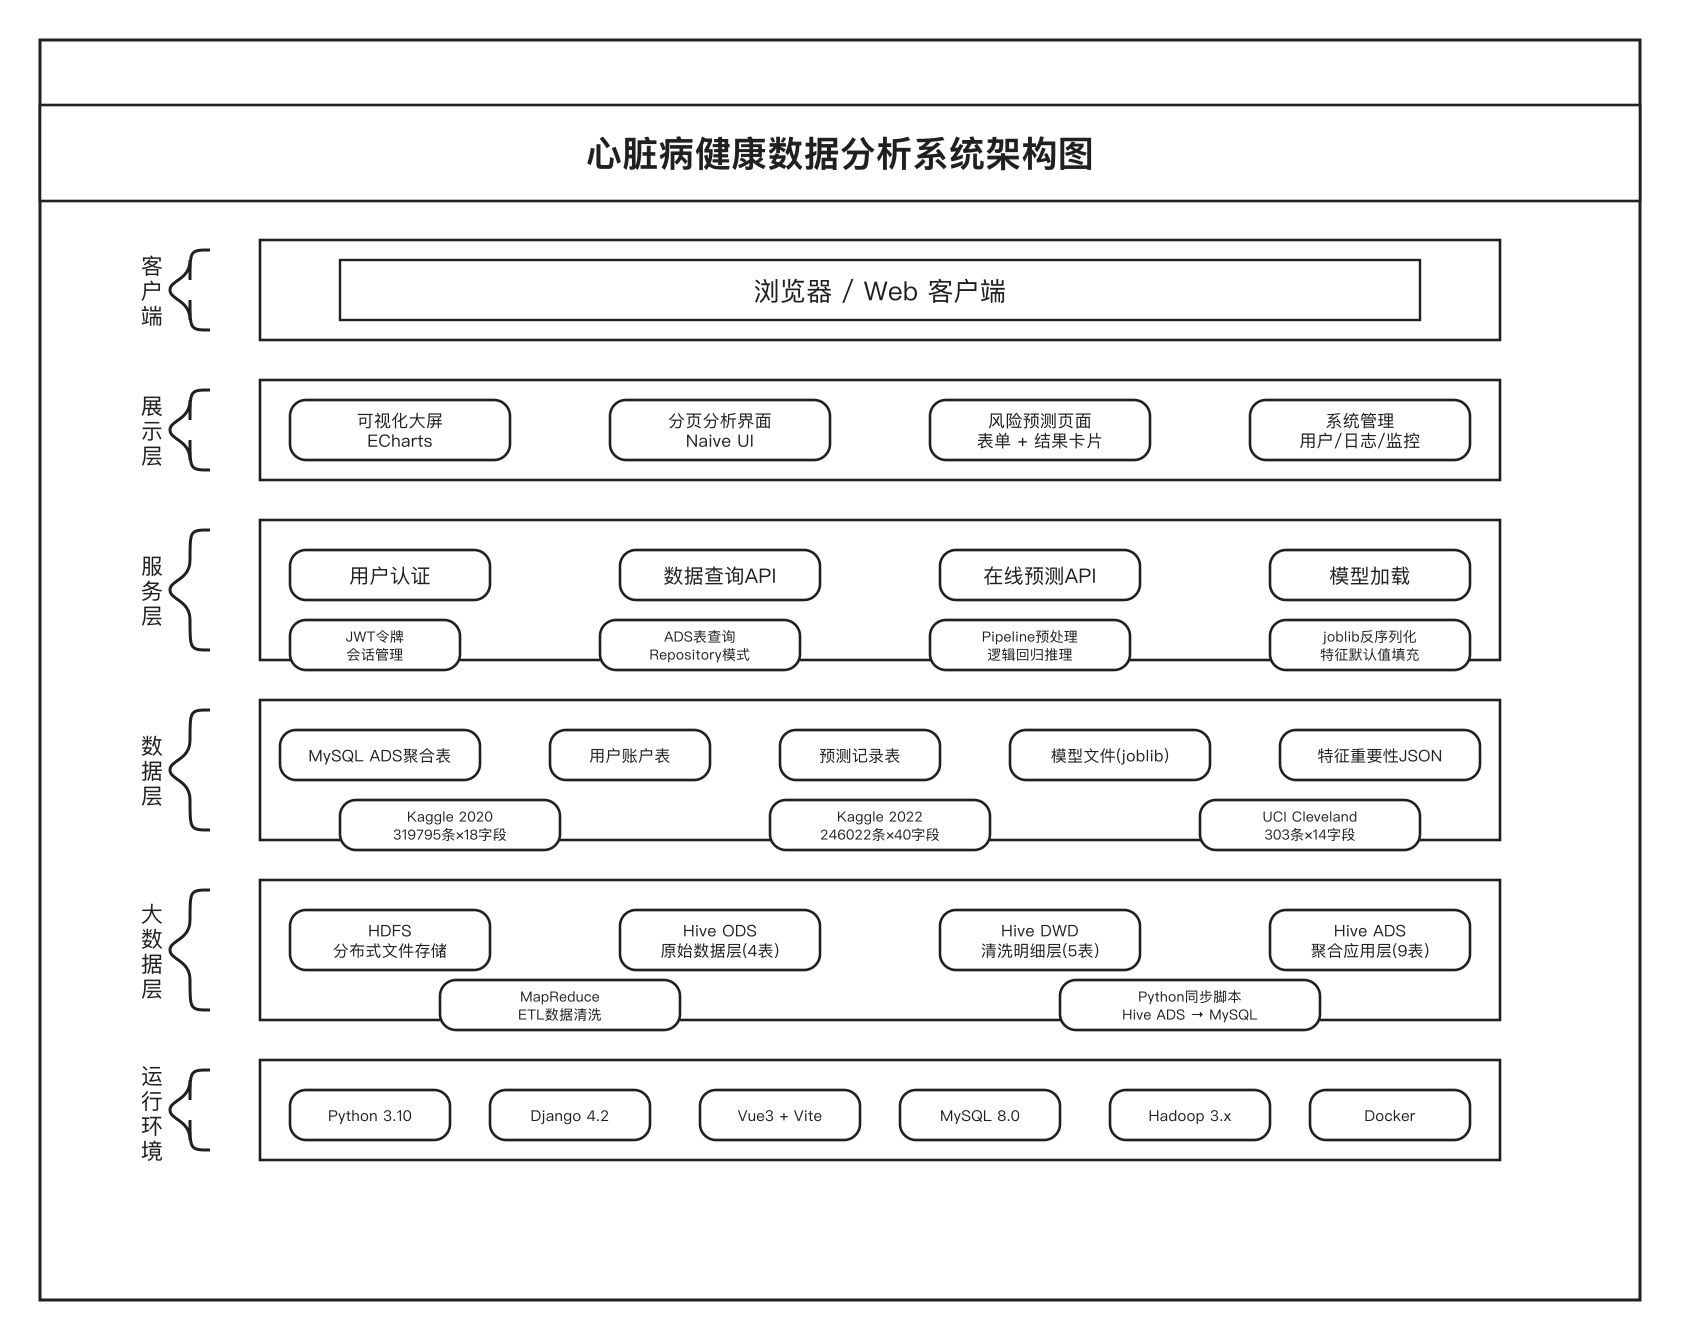 心脏病健康数据分析系统架构图
客户端
浏览器 / Web 客户端
展示层
可视化大屏
ECharts
分页分析界面
Naive UI
风险预测页面
表单 + 结果卡片
系统管理
用户/日志/监控
服务层
用户认证
数据查询API
在线预测API
模型加载
JWT令牌
会话管理
ADS表查询
Repository模式
Pipeline预处理
逻辑回归推理
joblib反序列化
特征默认值填充
数据层
MySQL ADS聚合表
用户账户表
预测记录表
模型文件(joblib)
特征重要性JSON
Kaggle 2020
319795条×18字段
Kaggle 2022
246022条×40字段
UCI Cleveland
303条×14字段
大数据层
HDFS
分布式文件存储
Hive ODS
原始数据层(4表)
Hive DWD
清洗明细层(5表)
Hive ADS
聚合应用层(9表)
MapReduce
ETL数据清洗
Python同步脚本
Hive ADS → MySQL
运行环境
Python 3.10
Django 4.2
Vue3 + Vite
MySQL 8.0
Hadoop 3.x
Docker